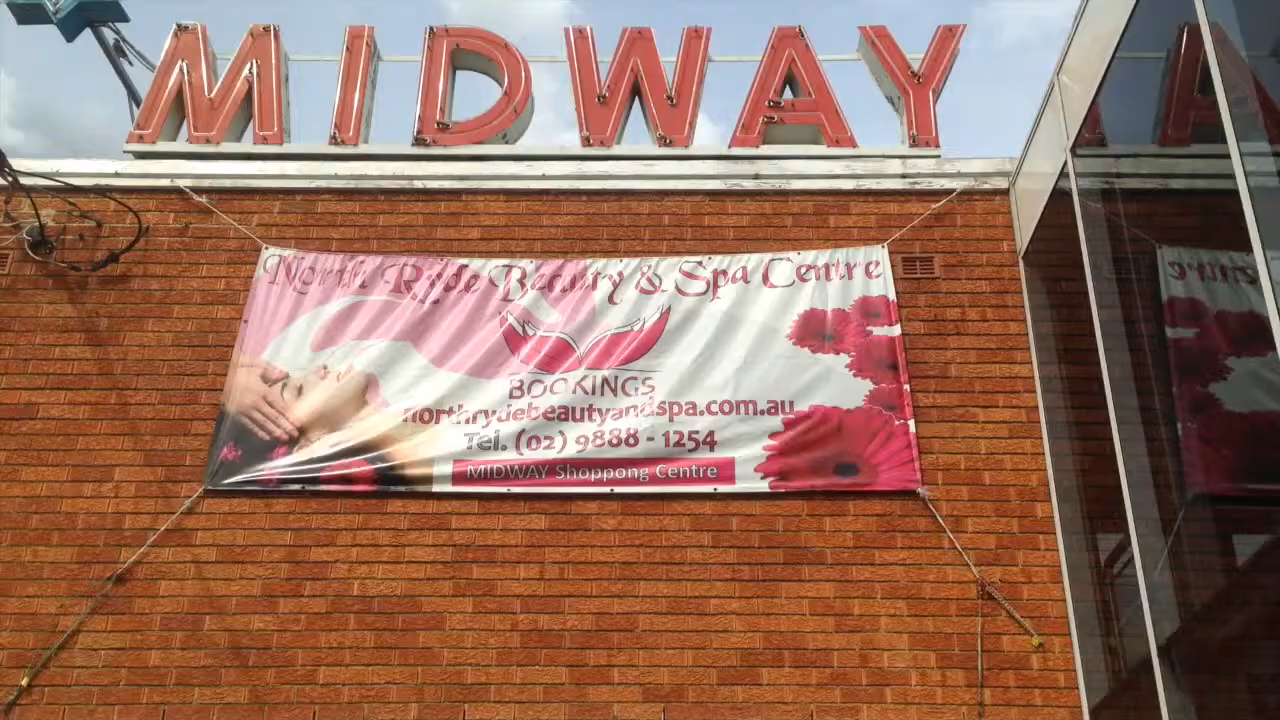 MIDWAY
North Ryde Beauty & Spa Centre
BOOKINGS
northrydebeautyandspa.com.au
Tel. (02) 9888 - 1254
MIDWAY Shoppong Centre